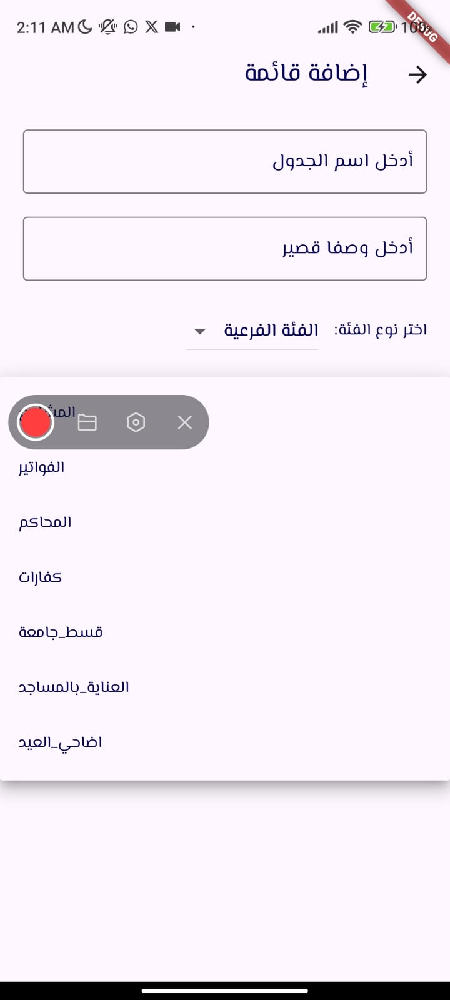 2:11 AM
DEBUG
إضافة قائمة
أدخل اسم الجدول
أدخل وصفا قصير
اختر نوع الفئة: الفئة الفرعية
الفواتير
المحاكم
كفارات
قسط_جامعة
العناية_بالمساجد
اضاحي_العيد